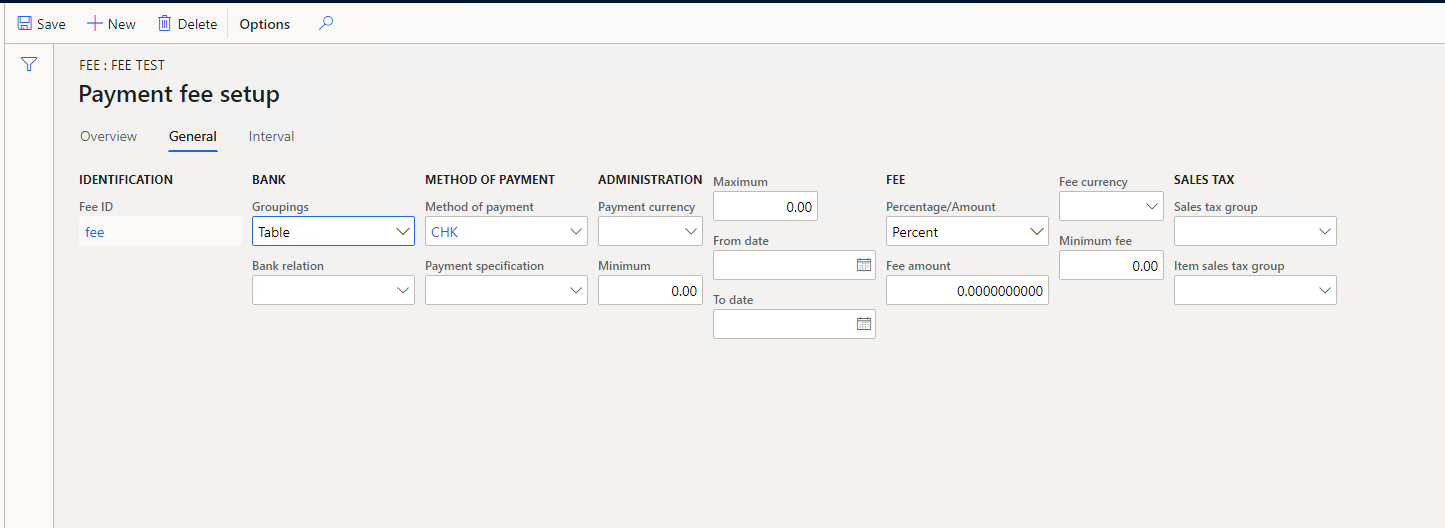 Save New Delete Options
FEE : FEE TEST
Payment fee setup
Overview General Interval
IDENTIFICATION
Fee ID
fee
BANK
Groupings
Table
Bank relation
METHOD OF PAYMENT
Method of payment
CHK
Payment specification
ADMINISTRATION
Payment currency
Minimum
0.00
Maximum
0.00
From date
To date
FEE
Percentage/Amount
Percent
Fee amount
0.0000000000
Fee currency
Minimum fee
0.00
SALES TAX
Sales tax group
Item sales tax group